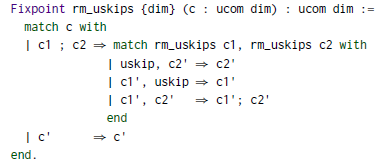 Fixpoint rm_uskips {dim} (c : ucom dim) : ucom dim :=
match c with
| c1 ; c2 ⇒ match rm_uskips c1, rm_uskips c2 with
| uskip, c2' ⇒ c2'
| c1', uskip ⇒ c1'
| c1', c2' ⇒ c1'; c2'
end
| c' ⇒ c'
end.